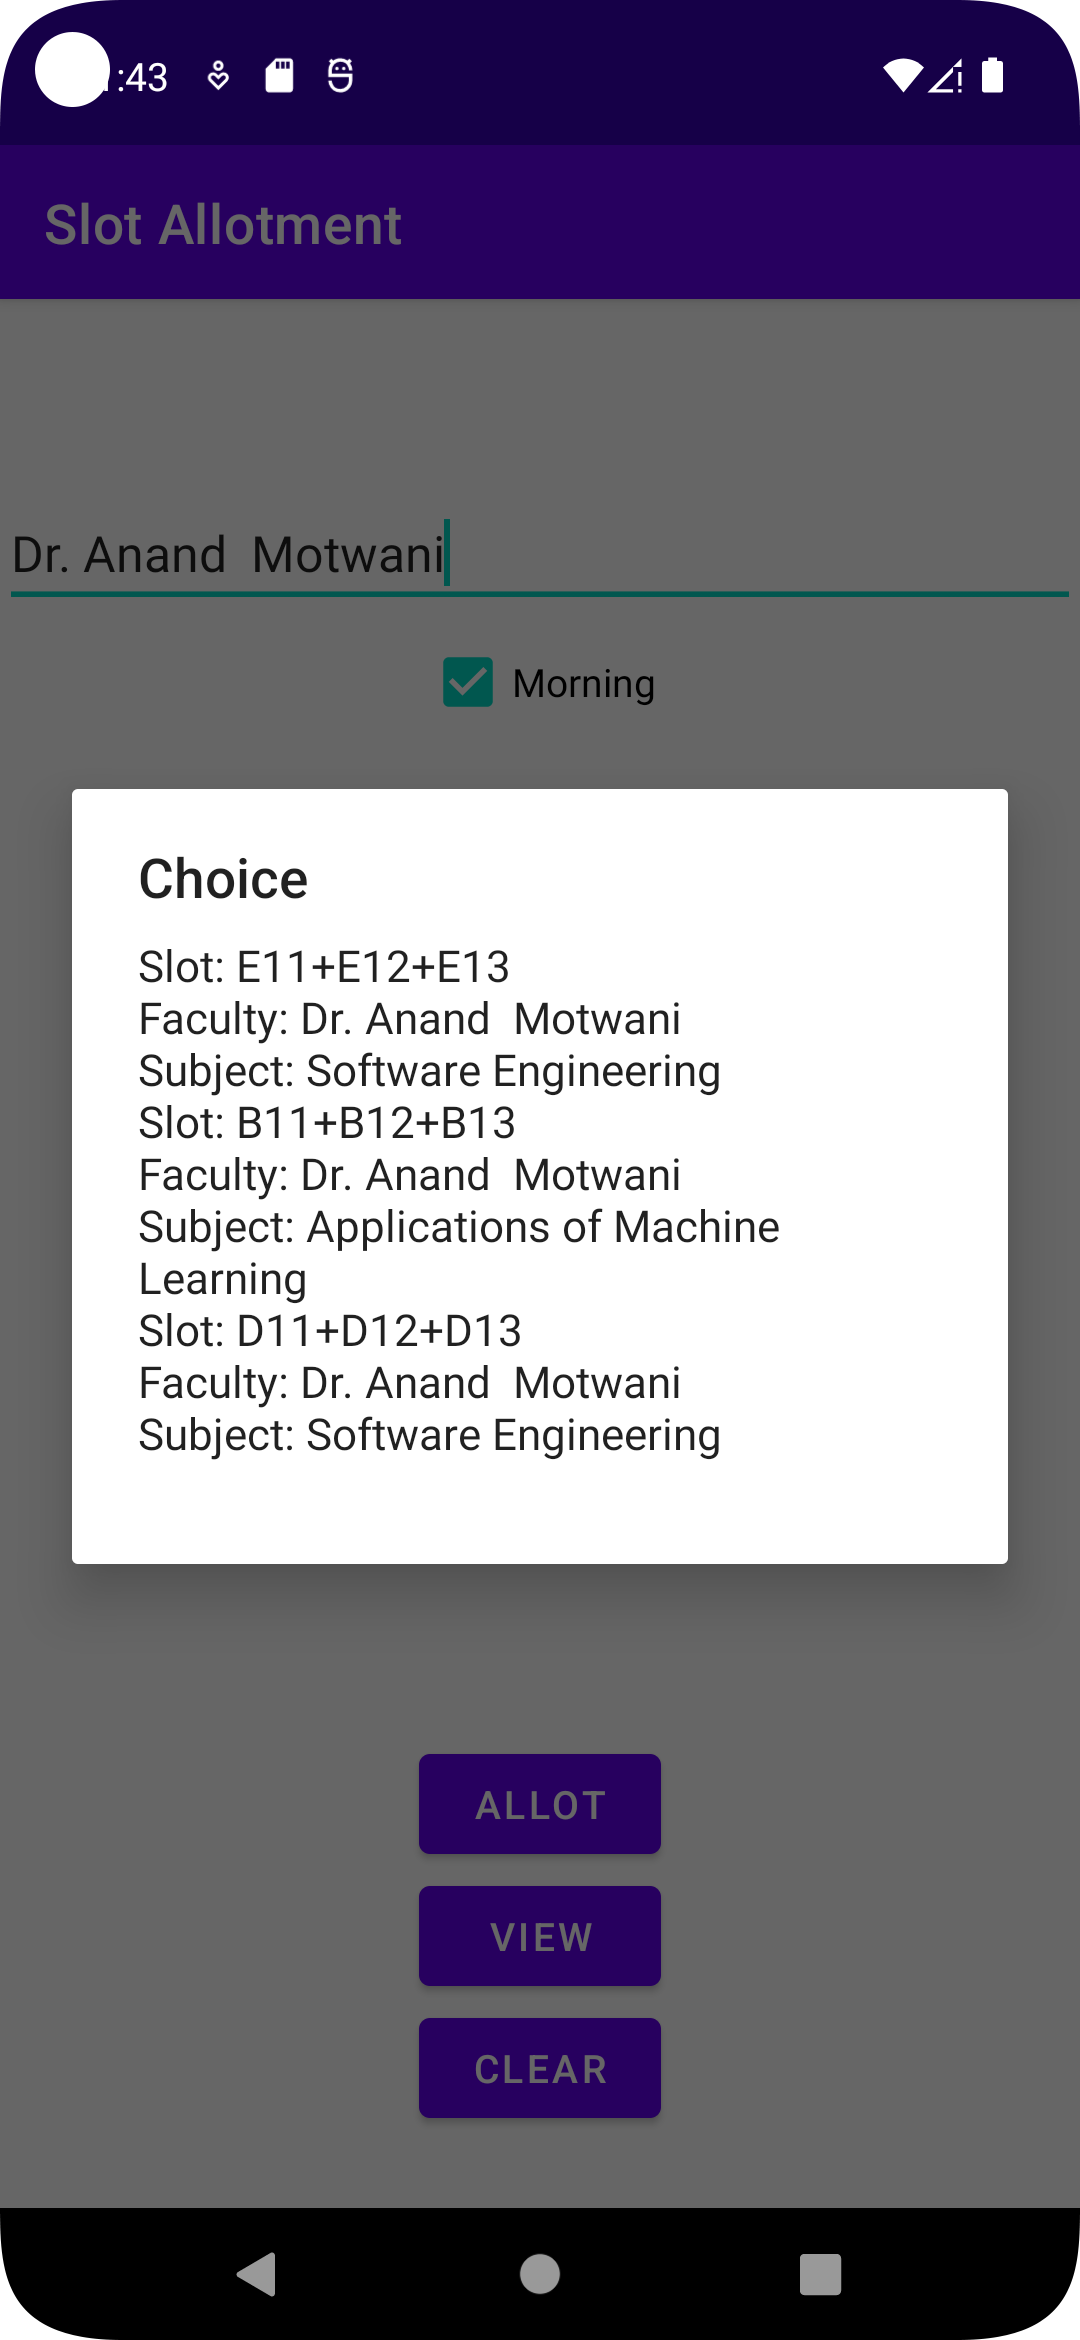 :43
Slot Allotment
Dr. Anand  Motwani
Morning
Choice
Slot: E11+E12+E13
Faculty: Dr. Anand  Motwani
Subject: Software Engineering
Slot: B11+B12+B13
Faculty: Dr. Anand  Motwani
Subject: Applications of Machine
Learning
Slot: D11+D12+D13
Faculty: Dr. Anand  Motwani
Subject: Software Engineering
ALLOT
VIEW
CLEAR